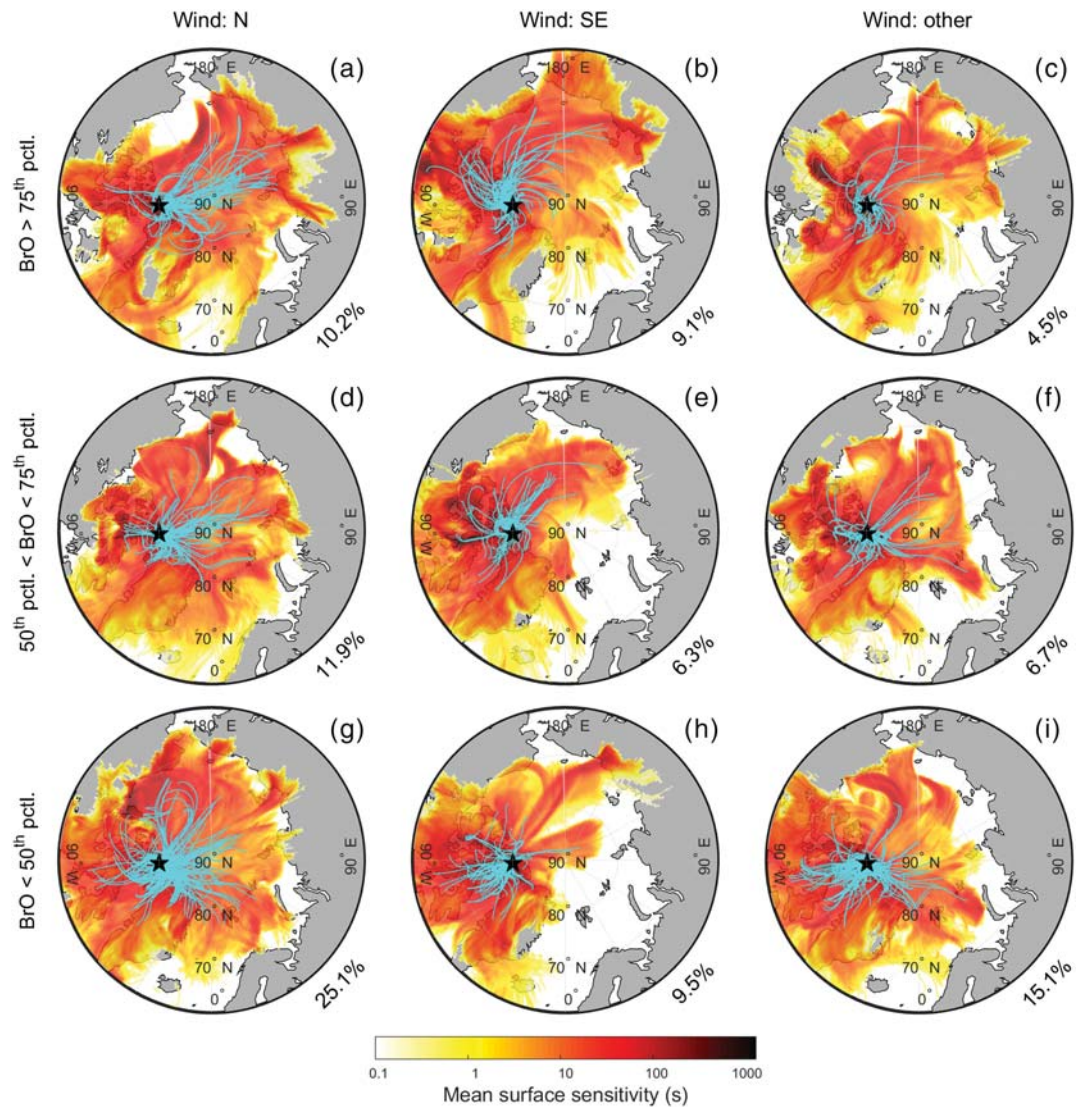 Wind: N Wind: SE Wind: other
BrO > 75th pctl.
(a)
180° E
90° E
90° W
90° N
80° N
70° N
0°
10.2%
(b)
180° E
90° E
90° W
90° N
80° N
70° N
0°
9.1%
(c)
180° E
90° E
90° W
90° N
80° N
70° N
0°
4.5%
50th pctl. < BrO < 75th pctl.
(d)
180° E
90° E
90° W
90° N
80° N
70° N
0°
11.9%
(e)
180° E
90° E
90° W
90° N
80° N
70° N
0°
6.3%
(f)
180° E
90° E
90° W
90° N
80° N
70° N
0°
6.7%
BrO < 50th pctl.
(g)
180° E
90° E
90° W
90° N
80° N
70° N
0°
25.1%
(h)
180° E
90° E
90° W
90° N
80° N
70° N
0°
9.5%
(i)
180° E
90° E
90° W
90° N
80° N
70° N
0°
15.1%
0.1 1 10 100 1000
Mean surface sensitivity (s)